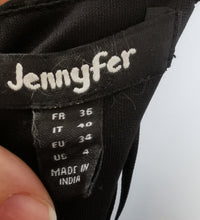 Jennyfer
FR 36
IT 40
EU 34
US 4
MADE IN
INDIA